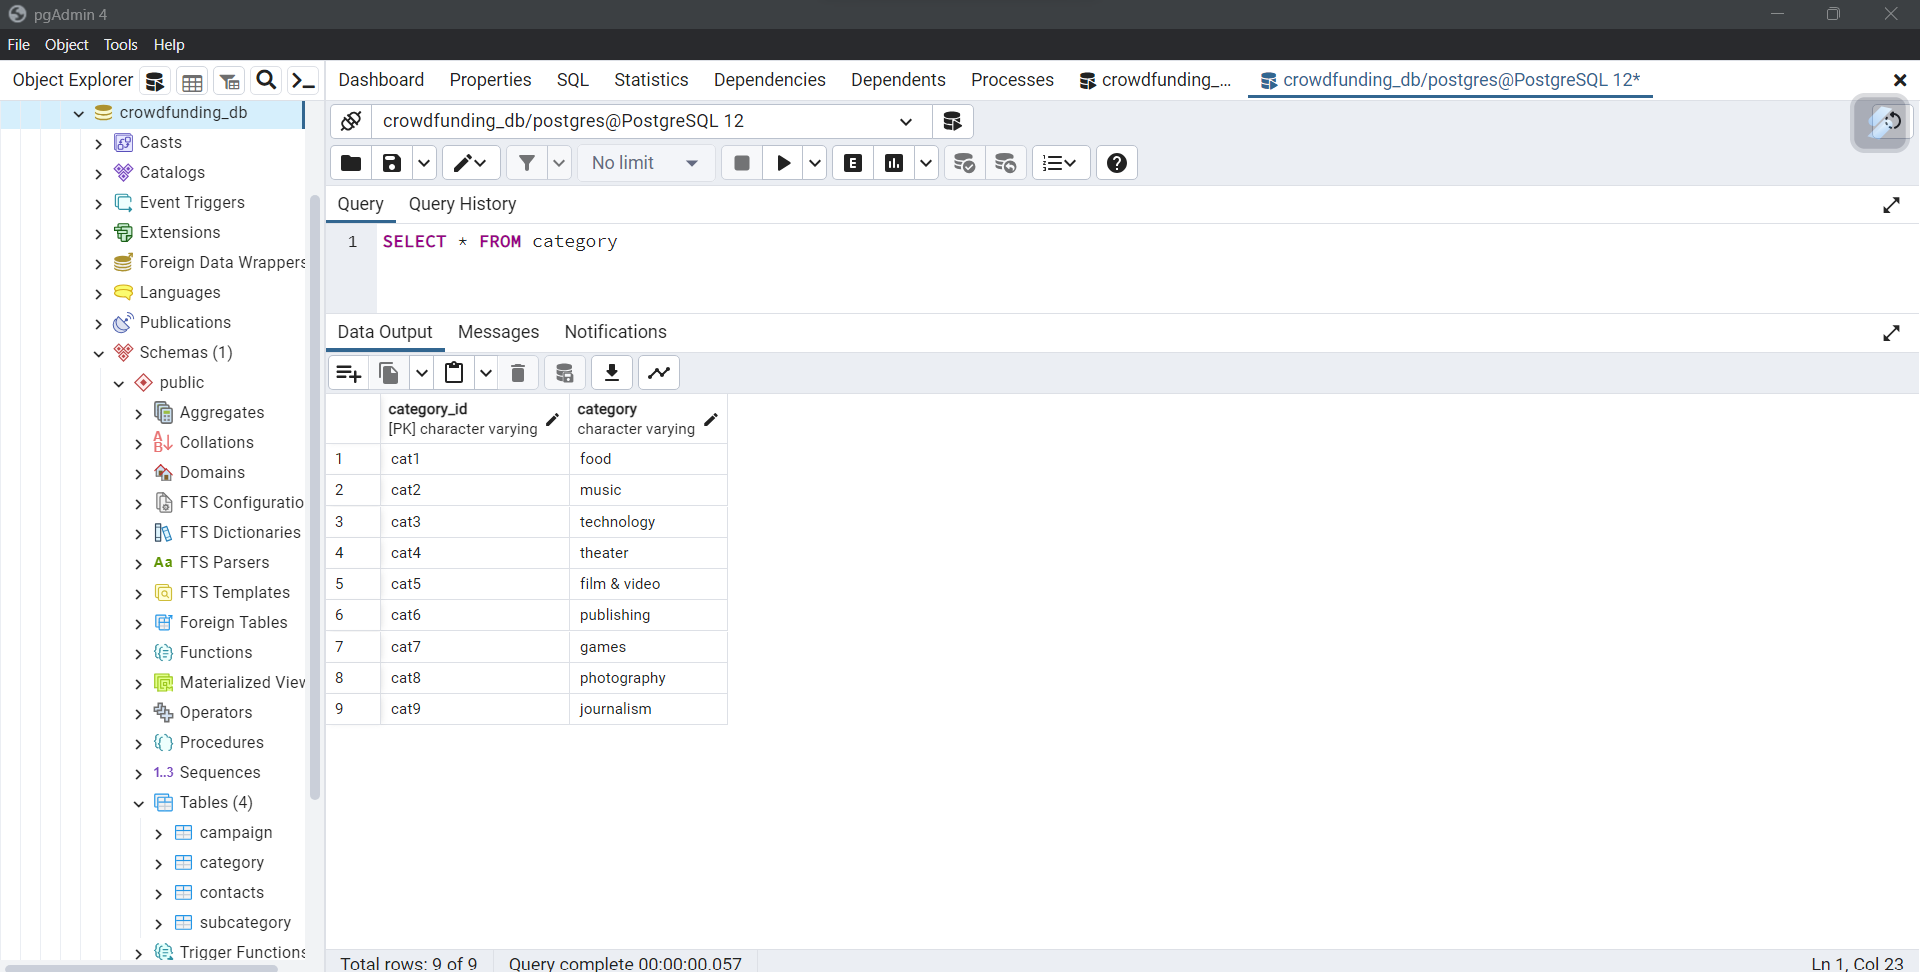 pgAdmin 4
File Object Tools Help
Object Explorer
Dashboard Properties SQL Statistics Dependencies Dependents Processes crowdfunding_... crowdfunding_db/postgres@PostgreSQL 12*
crowdfunding_db
Casts
Catalogs
Event Triggers
Extensions
Foreign Data Wrappers
Languages
Publications
Schemas (1)
public
Aggregates
Collations
Domains
FTS Configuratio
FTS Dictionaries
Aa FTS Parsers
FTS Templates
Foreign Tables
Functions
Materialized Viev
Operators
Procedures
1..3 Sequences
Tables (4)
campaign
category
contacts
subcategory
Trigger Functions
crowdfunding_db/postgres@PostgreSQL 12
No limit
E
Query Query History
1 SELECT * FROM category
Data Output Messages Notifications
category_id category
[PK] character varying character varying
1 cat1 food
2 cat2 music
3 cat3 technology
4 cat4 theater
5 cat5 film & video
6 cat6 publishing
7 cat7 games
8 cat8 photography
9 cat9 journalism
Total rows: 9 of 9 Query complete 00:00:00.057 Ln 1, Col 23